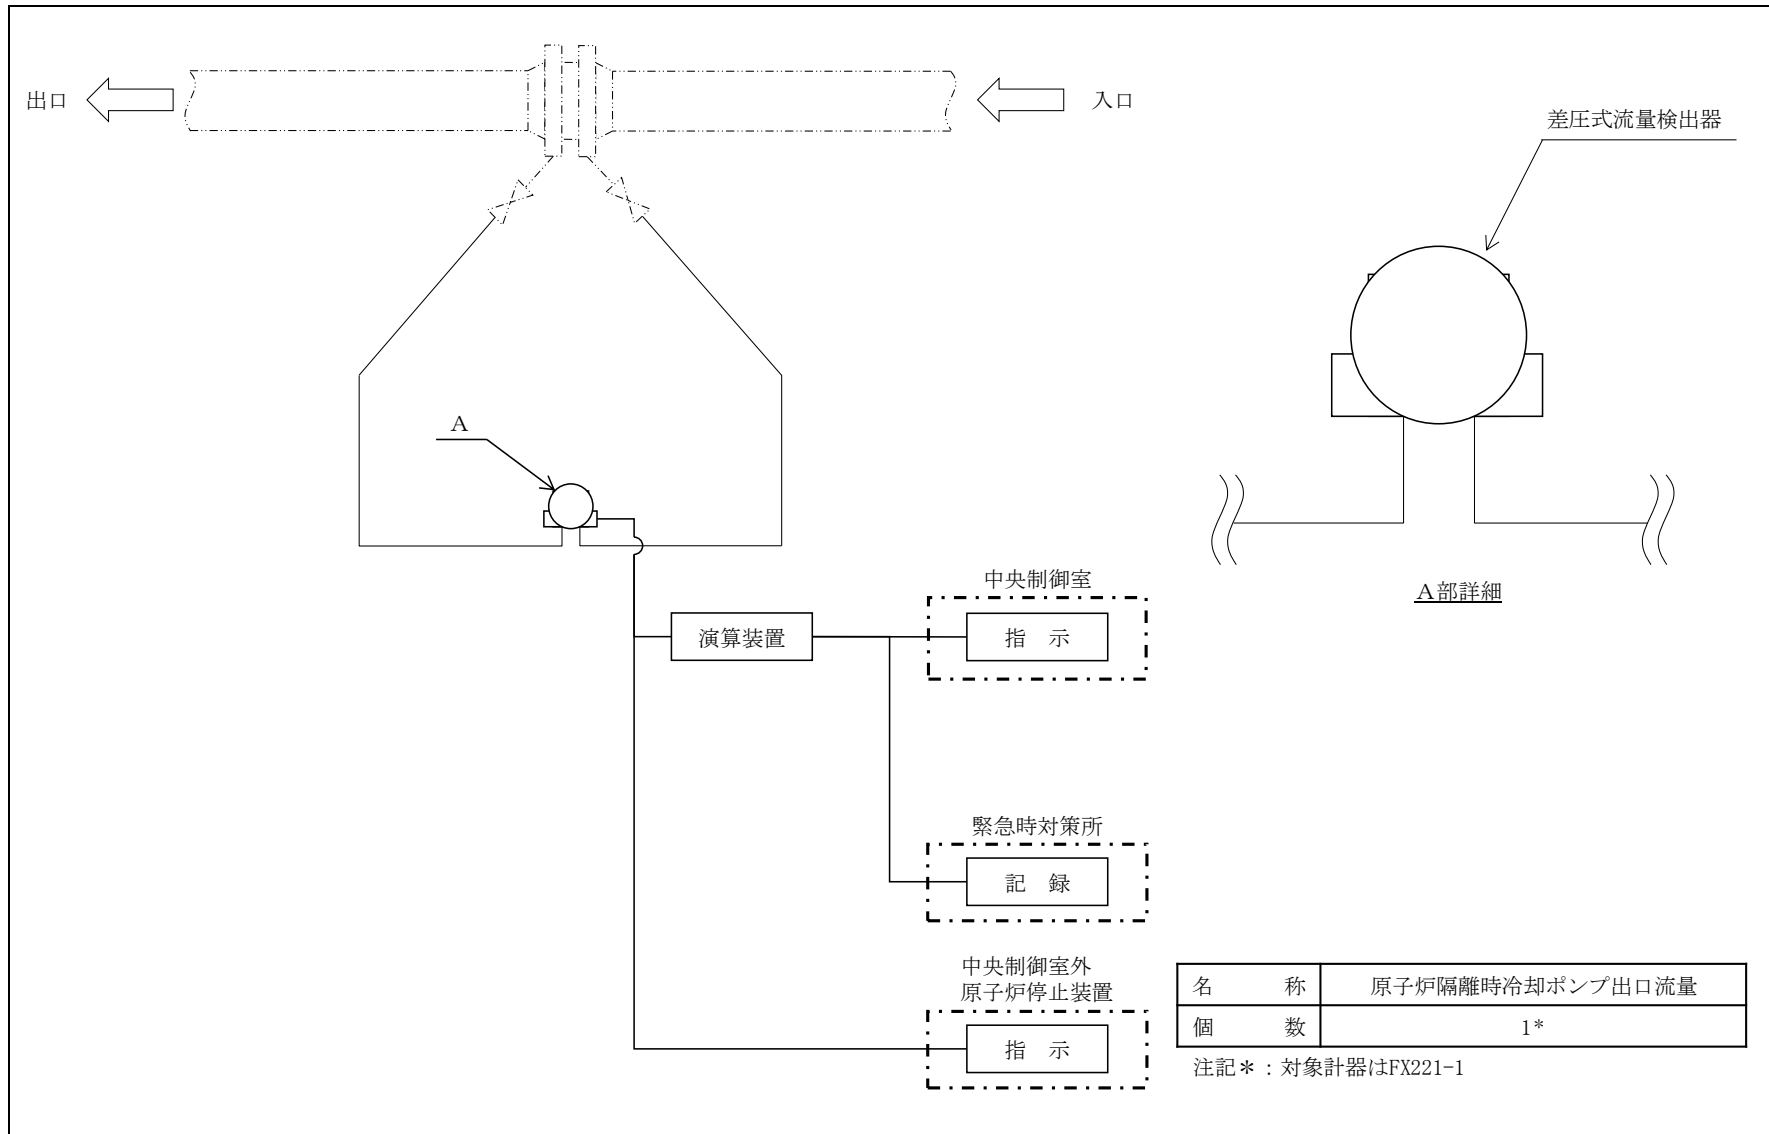 出口
入口
差圧式流量検出器
A
A部詳細
中央制御室
演算装置
指 示
緊急時対策所
記 録
中央制御室外
原子炉停止装置
指 示
名 称 原子炉隔離時冷却ポンプ出口流量
個 数 1*
注記*:対象計器はFX221-1